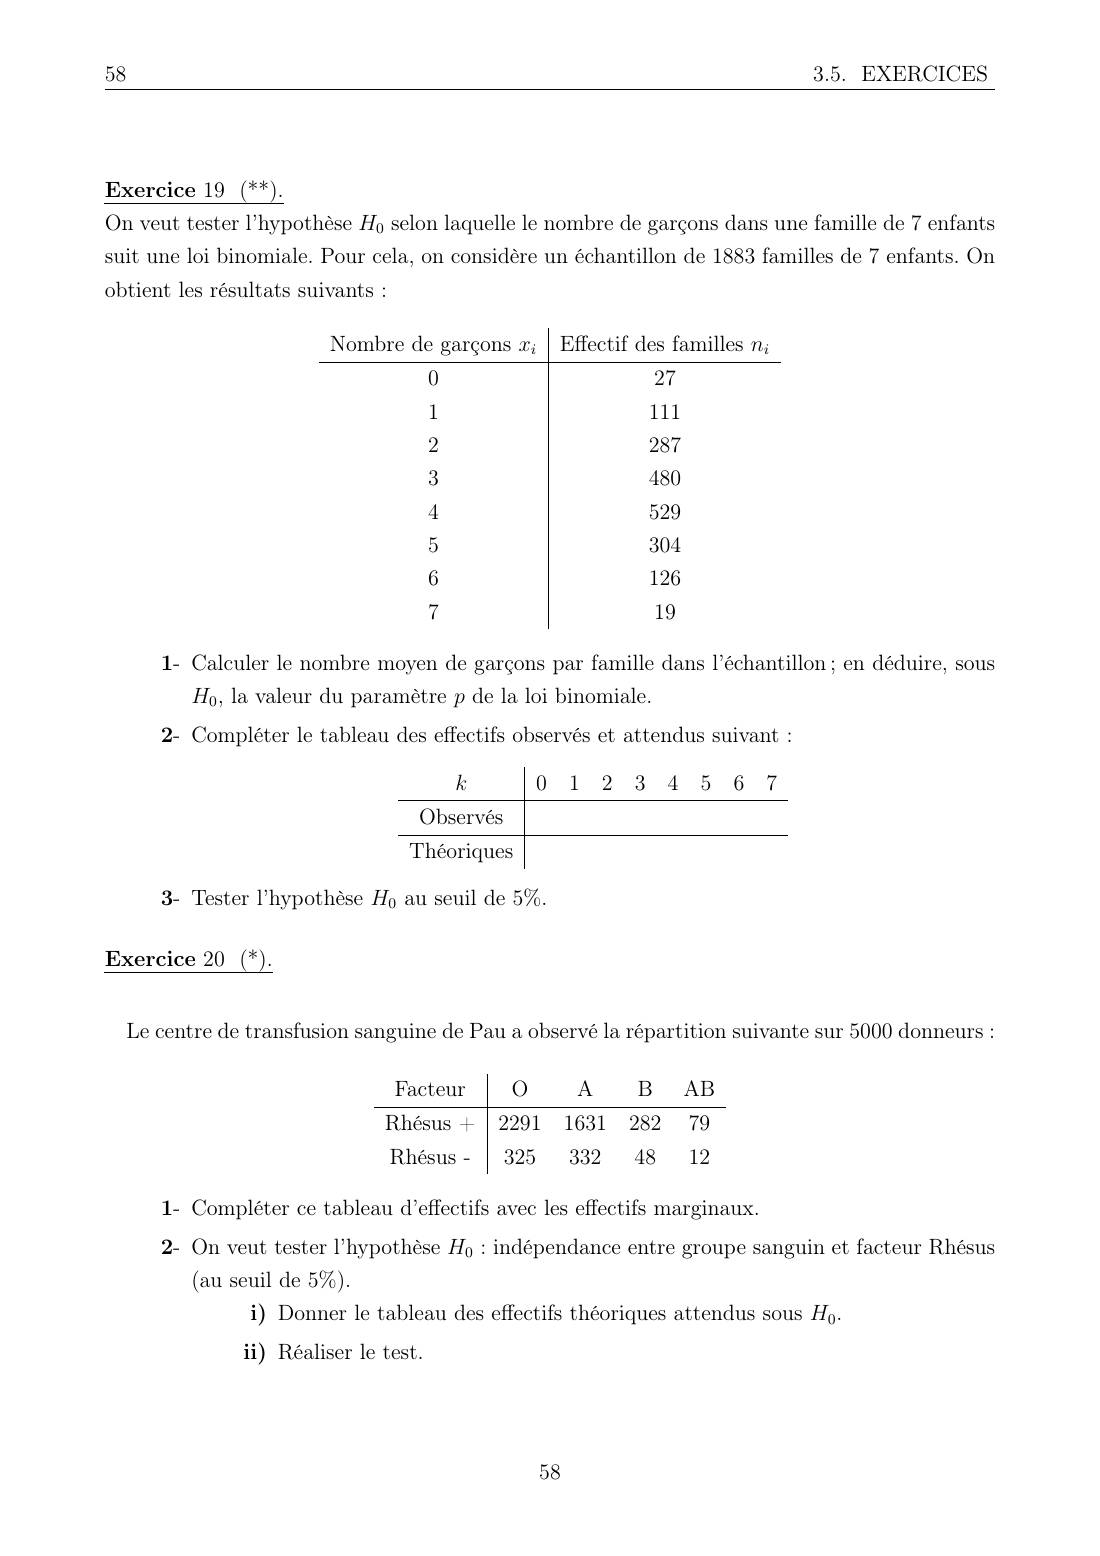 58 3.5. EXERCICES
Exercice 19 (**).
On veut tester l'hypothèse H0 selon laquelle le nombre de garçons dans une famille de 7 enfants
suit une loi binomiale. Pour cela, on considère un échantillon de 1883 familles de 7 enfants. On
obtient les résultats suivants :
Nombre de garçons xi Effectif des familles ni
0 27
1 111
2 287
3 480
4 529
5 304
6 126
7 19
1- Calculer le nombre moyen de garçons par famille dans l'échantillon ; en déduire, sous
H0, la valeur du paramètre p de la loi binomiale.
2- Compléter le tableau des effectifs observés et attendus suivant :
k 0 1 2 3 4 5 6 7
Observés
Théoriques
3- Tester l'hypothèse H0 au seuil de 5%.
Exercice 20 (*).
Le centre de transfusion sanguine de Pau a observé la répartition suivante sur 5000 donneurs :
Facteur O A B AB
Rhésus + 2291 1631 282 79
Rhésus - 325 332 48 12
1- Compléter ce tableau d'effectifs avec les effectifs marginaux.
2- On veut tester l'hypothèse H0 : indépendance entre groupe sanguin et facteur Rhésus
(au seuil de 5%).
i) Donner le tableau des effectifs théoriques attendus sous H0.
ii) Réaliser le test.
58